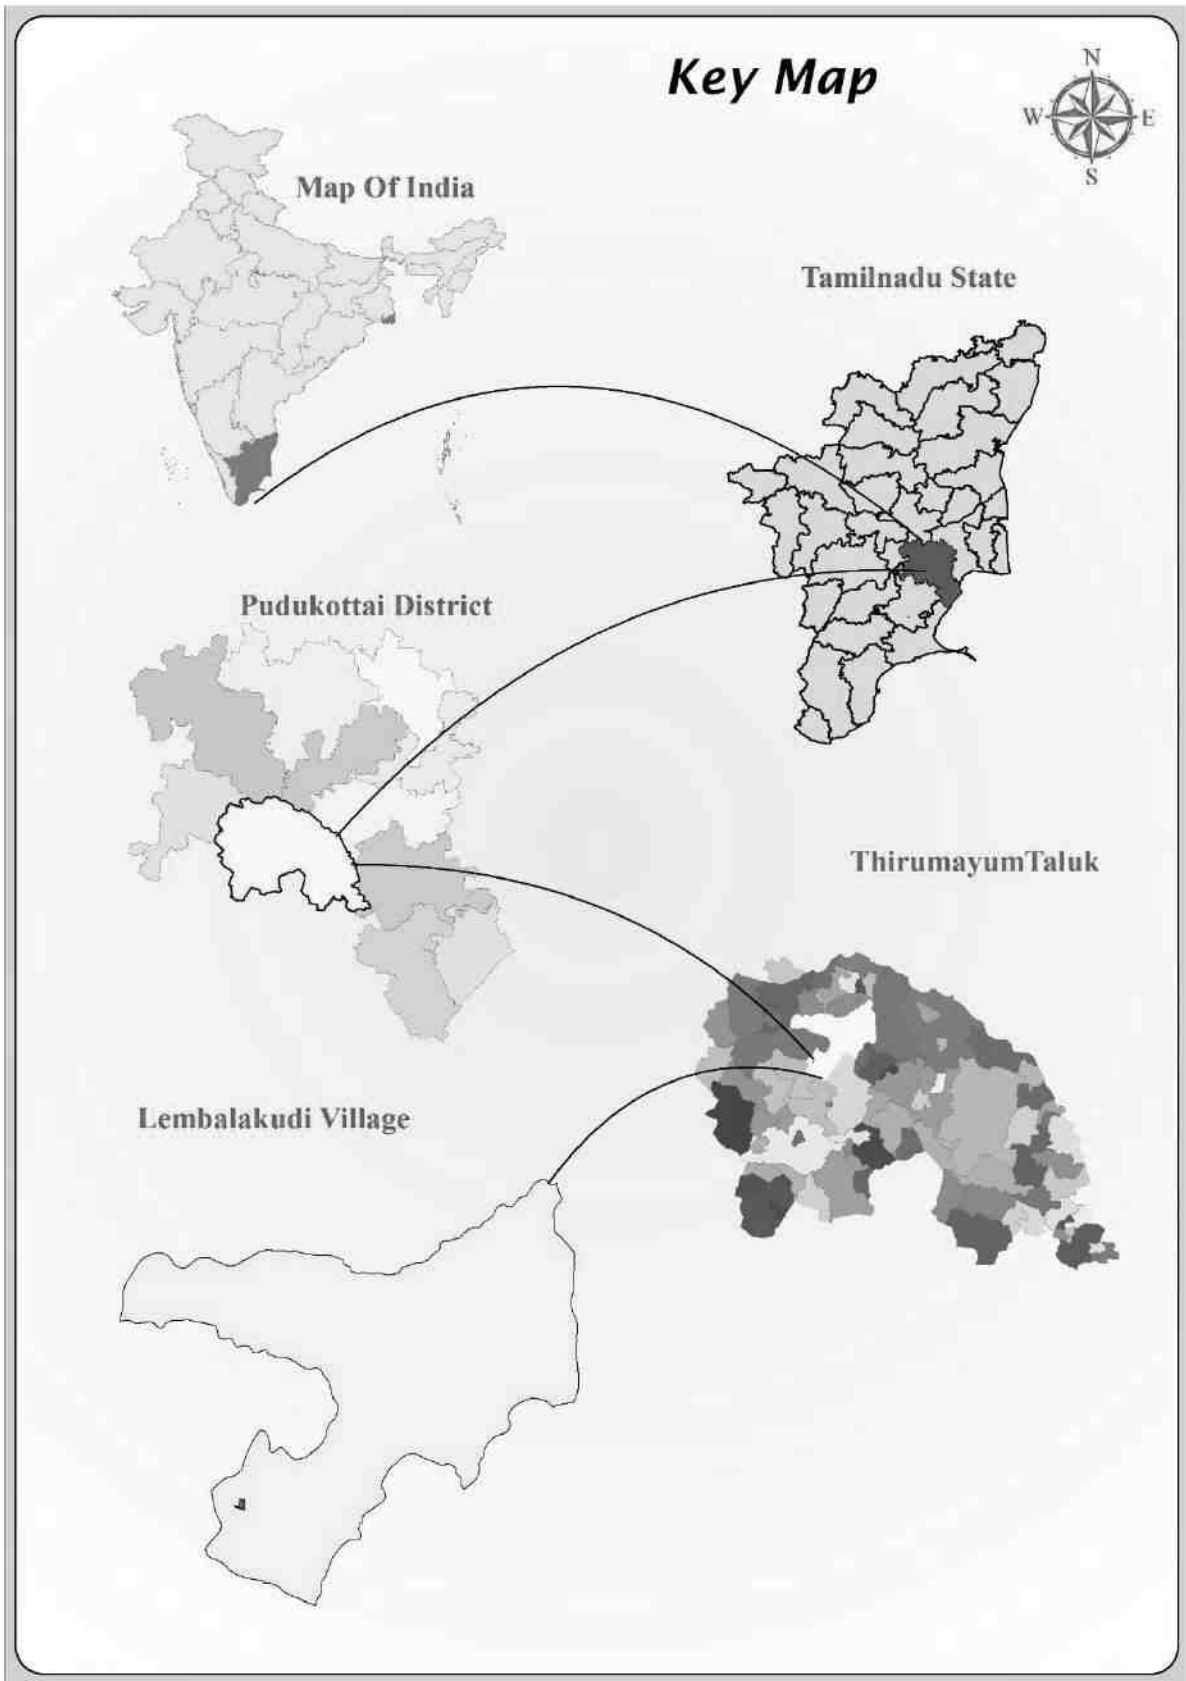 Key Map
N
W E
S
Map Of India
Tamilnadu State
Pudukottai District
ThirumayumTaluk
Lembalakudi Village